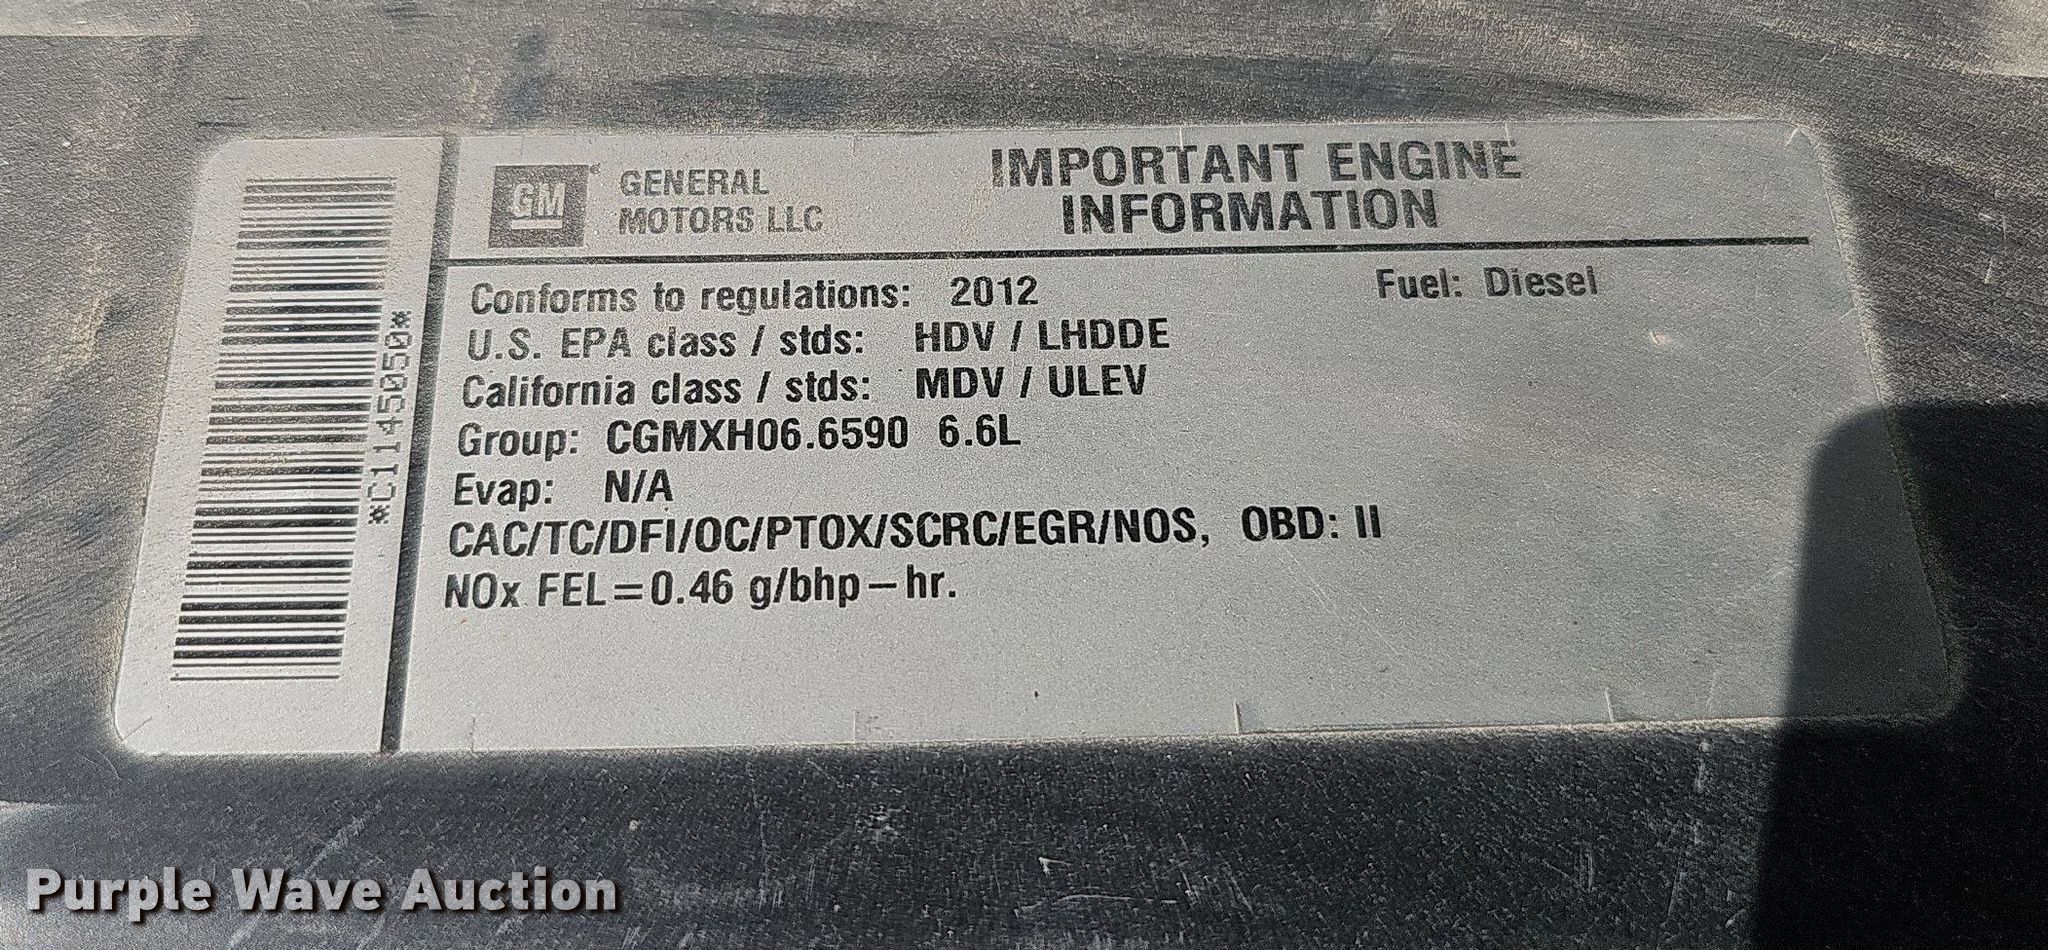 GM
GENERAL
MOTORS LLC
IMPORTANT ENGINE
INFORMATION
Conforms to regulations: 2012
Fuel: Diesel
U.S. EPA class / stds: HDV / LHDDE
California class / stds: MDV / ULEV
Group: CGMXH06.6590 6.6L
Evap: N/A
CAC/TC/DFI/OC/PTOX/SCRC/EGR/NOS, OBD: II
NOx FEL=0.46 g/bhp-hr.
*C11145050*
Purple Wave Auction